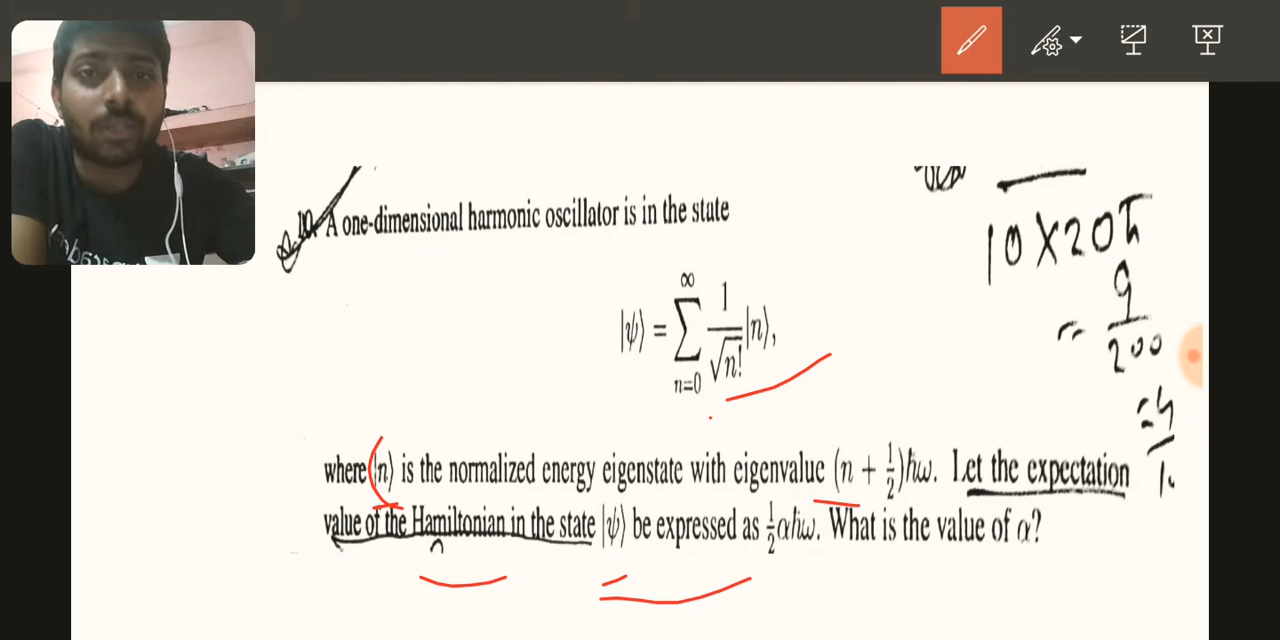 10. A one-dimensional harmonic oscillator is in the state
|ψ⟩ = ∑_{n=0}^{∞} 1/√n! |n⟩,
where |n⟩ is the normalized energy eigenstate with eigenvalue (n + 1/2)ħω. Let the expectation
value of the Hamiltonian in the state |ψ⟩ be expressed as 1/2 αħω. What is the value of α?
10 X 20ħ
= 9/200